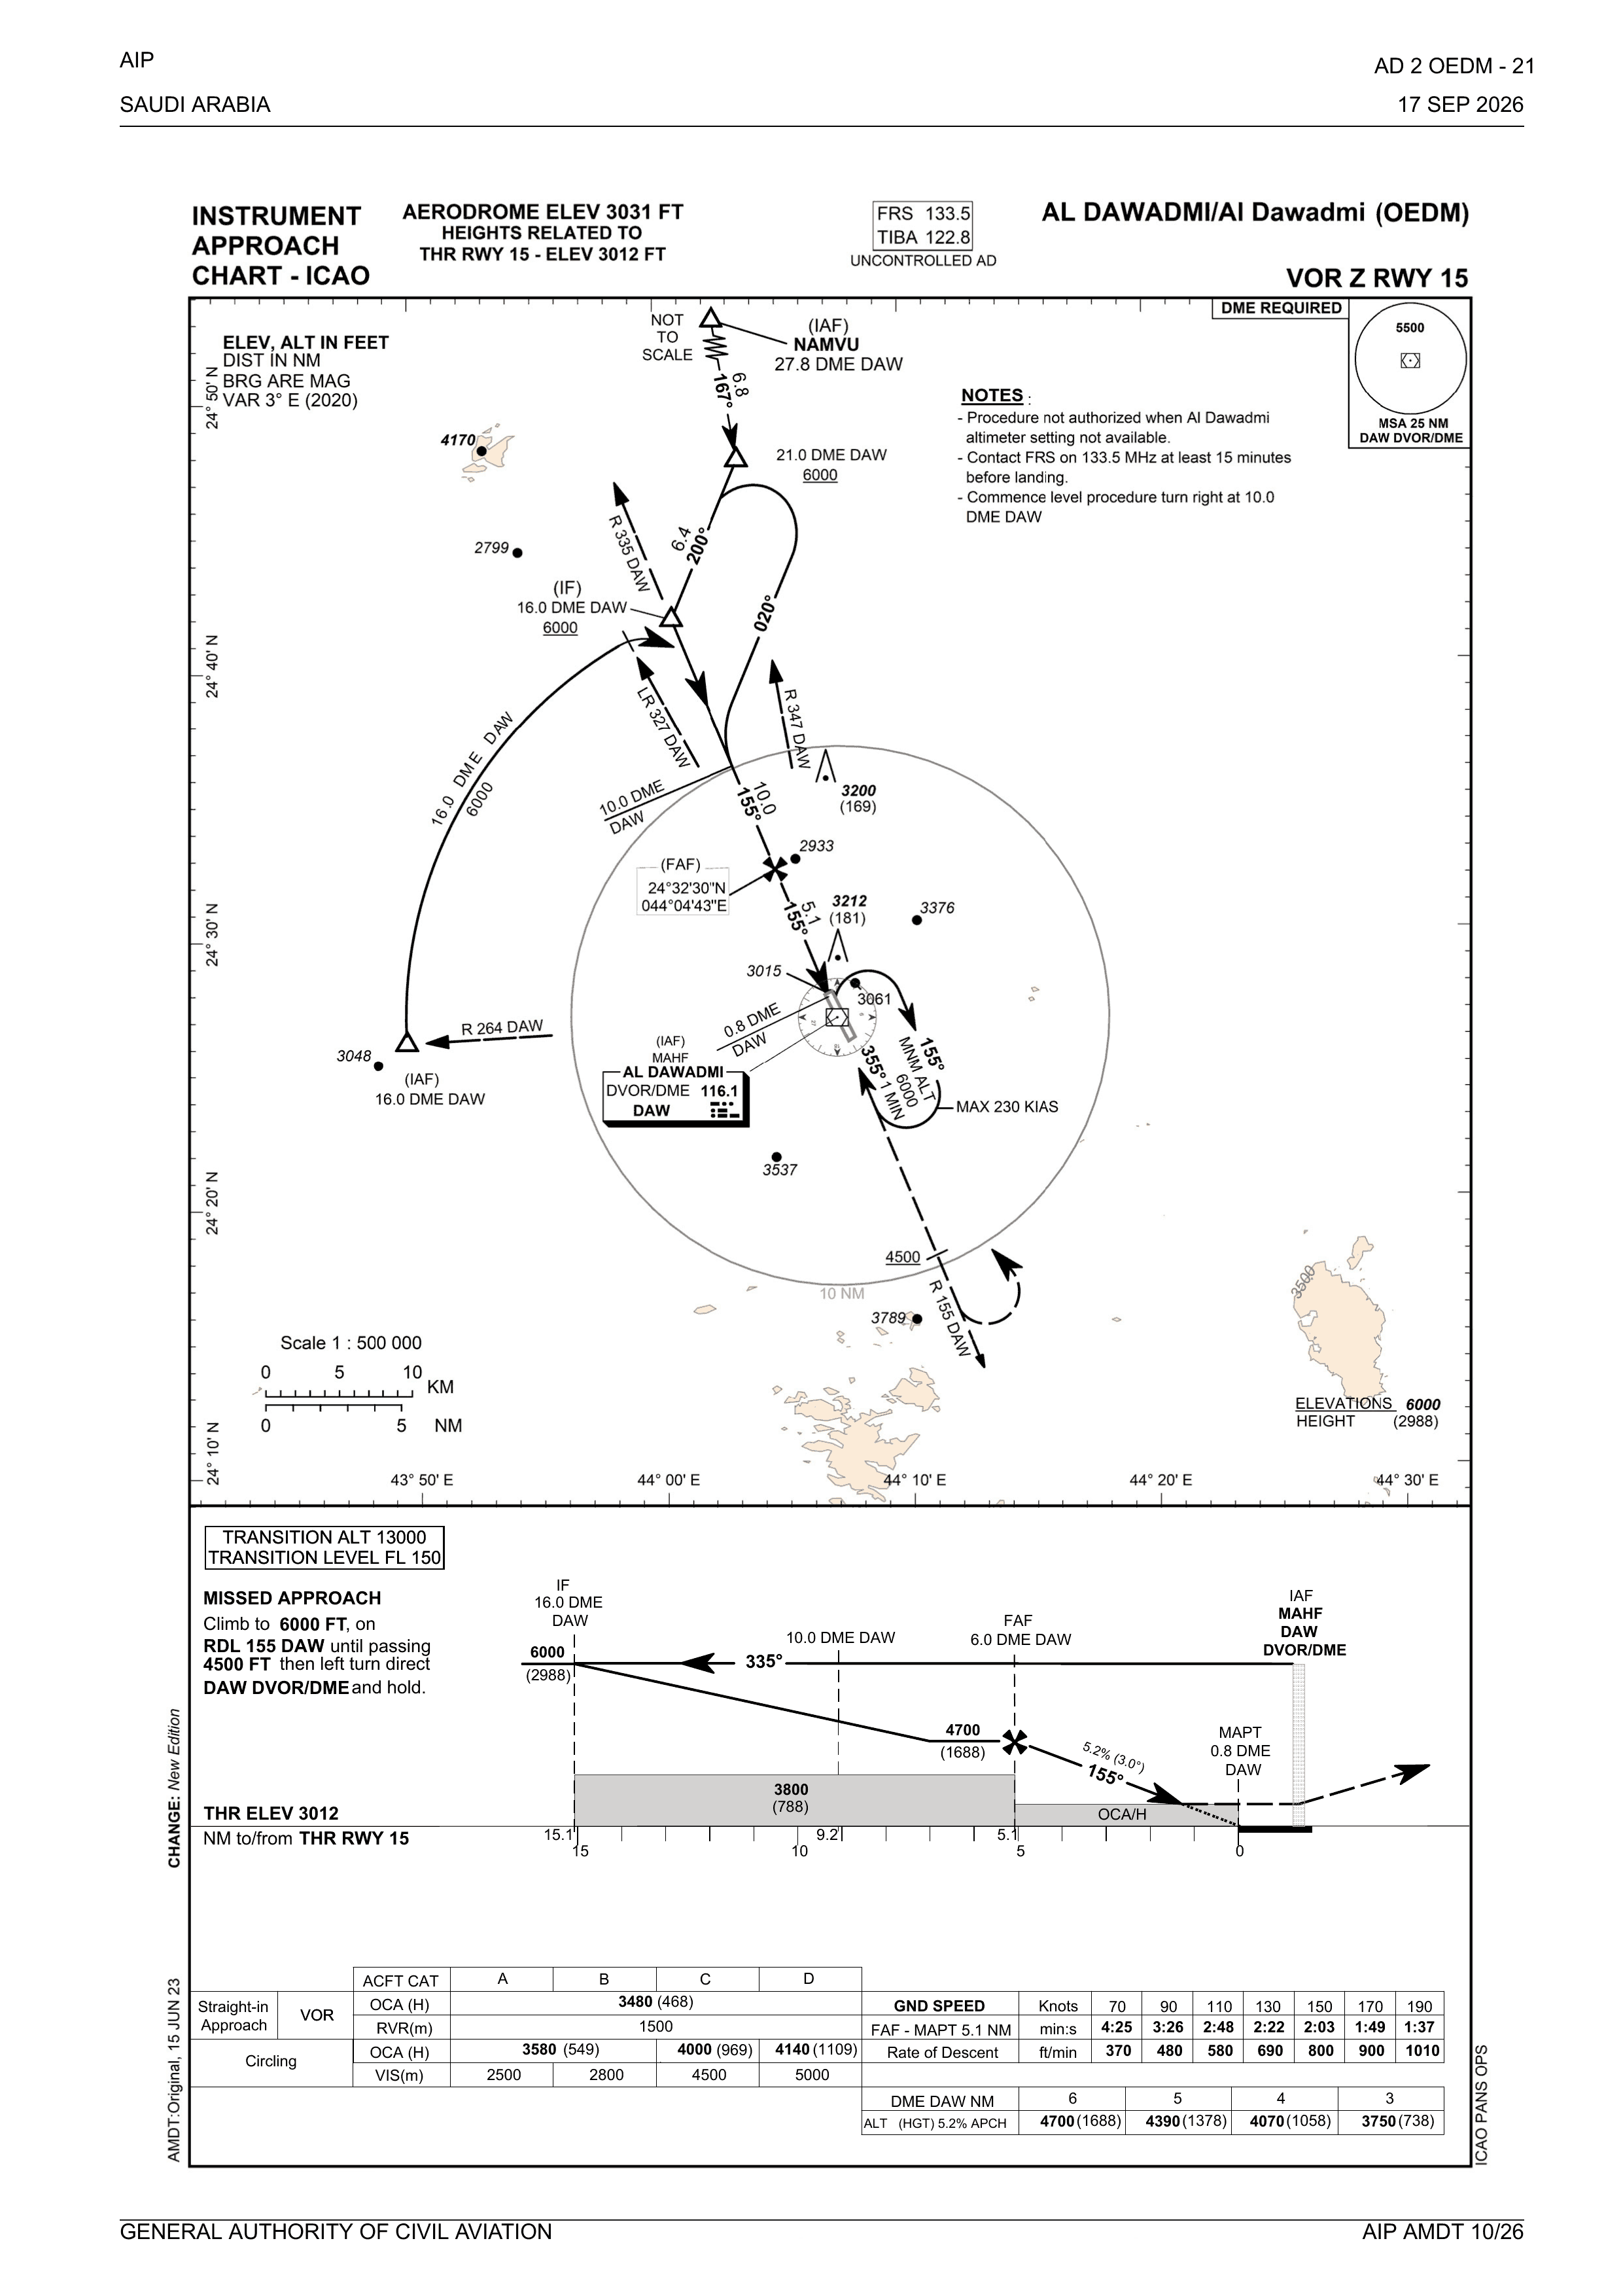 AIP
AD 2 OEDM - 21
SAUDI ARABIA
17 SEP 2026
INSTRUMENT
APPROACH
CHART - ICAO
AERODROME ELEV 3031 FT
HEIGHTS RELATED TO
THR RWY 15 - ELEV 3012 FT
FRS 133.5
TIBA 122.8
UNCONTROLLED AD
AL DAWADMI/Al Dawadmi (OEDM)
VOR Z RWY 15
ELEV, ALT IN FEET
DIST IN NM
BRG ARE MAG
VAR 3° E (2020)
NOT
TO
SCALE
(IAF)
NAMVU
27.8 DME DAW
DME REQUIRED
5500
MSA 25 NM
DAW DVOR/DME
NOTES :
- Procedure not authorized when Al Dawadmi
altimeter setting not available.
- Contact FRS on 133.5 MHz at least 15 minutes
before landing.
- Commence level procedure turn right at 10.0
DME DAW
6.8
167°
24° 50' N
4170
21.0 DME DAW
6000
2799
R 335 DAW
6.4
200°
(IF)
16.0 DME DAW
6000
020°
24° 40' N
LR 327 DAW
R 347 DAW
16.0 DME DAW
6000
10.0 DME
DAW
10.0
155°
3200
(169)
2933
(FAF)
24°32'30"N
044°04'43"E
5.1
155°
3212
(181)
3376
24° 30' N
3015
3061
0.8 DME
DAW
R 264 DAW
3048
(IAF)
16.0 DME DAW
(IAF)
MAHF
AL DAWADMI
DVOR/DME 116.1
DAW
155°
MNM ALT
6000
1 MIN
355°
MAX 230 KIAS
3537
24° 20' N
4500
10 NM
R 155 DAW
3789
3500
Scale 1 : 500 000
0 5 10
KM
0 5 NM
ELEVATIONS 6000
HEIGHT (2988)
24° 10' N
43° 50' E
44° 00' E
44° 10' E
44° 20' E
44° 30' E
TRANSITION ALT 13000
TRANSITION LEVEL FL 150
MISSED APPROACH
Climb to 6000 FT, on
RDL 155 DAW until passing
4500 FT then left turn direct
DAW DVOR/DME and hold.
IF
16.0 DME
DAW
10.0 DME DAW
FAF
6.0 DME DAW
IAF
MAHF
DAW
DVOR/DME
6000
(2988)
335°
4700
(1688)
5.2% (3.0°)
155°
MAPT
0.8 DME
DAW
3800
(788)
OCA/H
THR ELEV 3012
NM to/from THR RWY 15
15.1
9.2
5.1
15
10
5
0
CHANGE: New Edition
AMDT:Original, 15 JUN 23
ICAO PANS OPS
ACFT CAT A B C D
Straight-in
Approach
VOR
OCA (H) 3480 (468)
RVR(m) 1500
Circling
OCA (H) 3580 (549) 4000 (969) 4140 (1109)
VIS(m) 2500 2800 4500 5000
GND SPEED Knots 70 90 110 130 150 170 190
FAF - MAPT 5.1 NM min:s 4:25 3:26 2:48 2:22 2:03 1:49 1:37
Rate of Descent ft/min 370 480 580 690 800 900 1010
DME DAW NM 6 5 4 3
ALT (HGT) 5.2% APCH 4700 (1688) 4390 (1378) 4070 (1058) 3750 (738)
GENERAL AUTHORITY OF CIVIL AVIATION
AIP AMDT 10/26